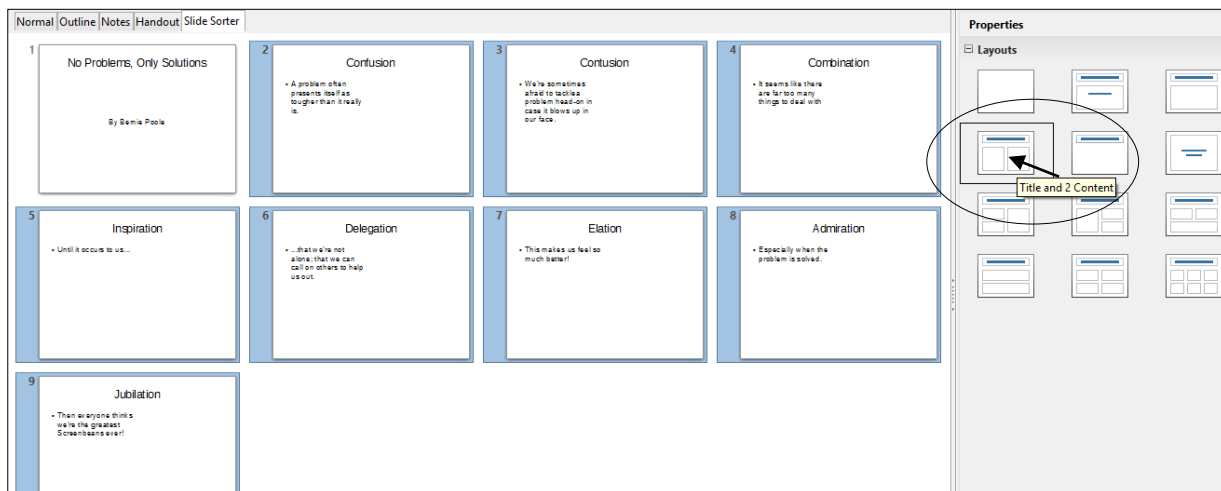 Normal Outline Notes Handout Slide Sorter
1
No Problems, Only Solutions
By Bernie Poole
2
Confusion
• A problem often
presents itself as
tougher than it really
is.
3
Contusion
• We're sometimes
afraid to tackle a
problem head-on in
case it blows up in
our face.
4
Combination
• It seems like there
are far too many
things to deal with
5
Inspiration
• Until it occurs to us...
6
Delegation
• ...that we're not
alone; that we can
call on others to help
us out.
7
Elation
• This makes us feel so
much better!
8
Admiration
• Especially when the
problem is solved.
9
Jubilation
• Then everyone thinks
we're the greatest
Screenbeans ever!
Properties
Layouts
Title and 2 Content